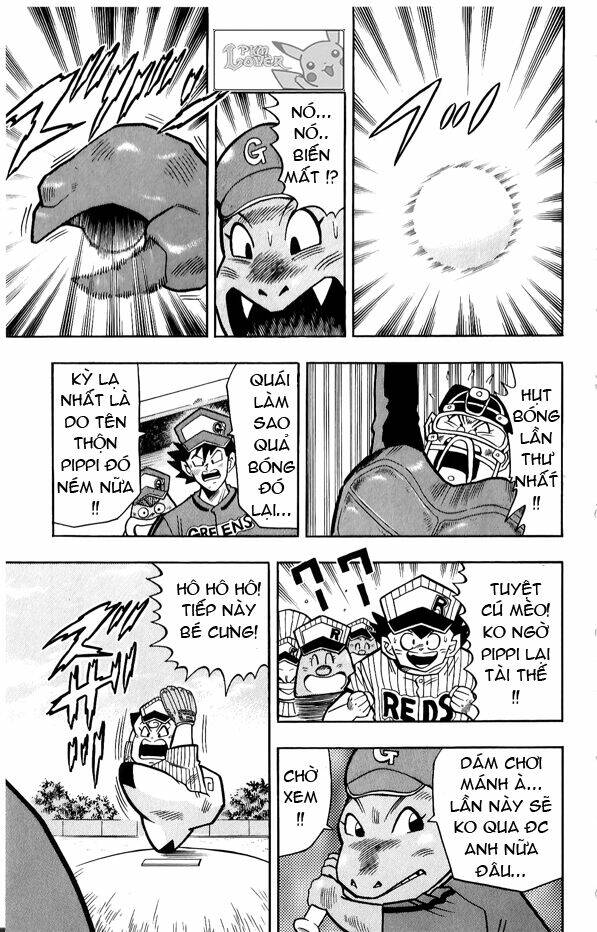 PKM
LOVER
NÓ...
NÓ..
BIẾN
MẤT !?
G
HỤT
BÓNG
LẦN
THƯ
NHẤT
!!
QUÁI
LÀM
SAO
QUẢ
BÓNG
ĐÓ
LẠI...
KỲ LẠ
NHẤT LÀ
DO TÊN
THỘN
PIPPI ĐÓ
NÉM NỮA
!!
G
GREEENS
TUYỆT
CÚ MÈO!
KO NGỜ
PIPPI LẠI
TÀI THẾ
!!
??
R
R
REDS
HÔ HÔ HÔ!
TIẾP NÀY
BÉ CƯNG!
DÁM CHƠI
MÁNH À...
LẦN NÀY SẼ
KO QUA ĐC
ANH NỮA
ĐÂU...
G
CHỜ
XEM
!!